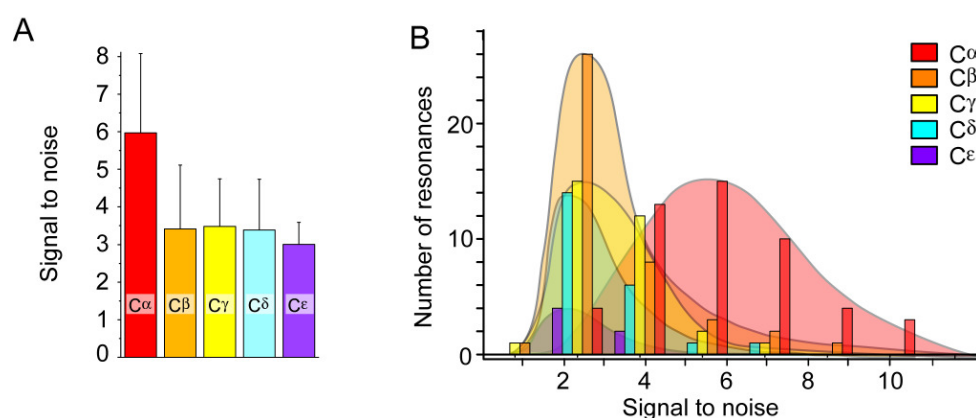 A
8
7
6
5
4
3
2
1
0
Signal to noise
Cα
Cβ
Cγ
Cδ
Cε
B
20
10
0
Number of resonances
2
4
6
8
10
Signal to noise
Cα
Cβ
Cγ
Cδ
Cε